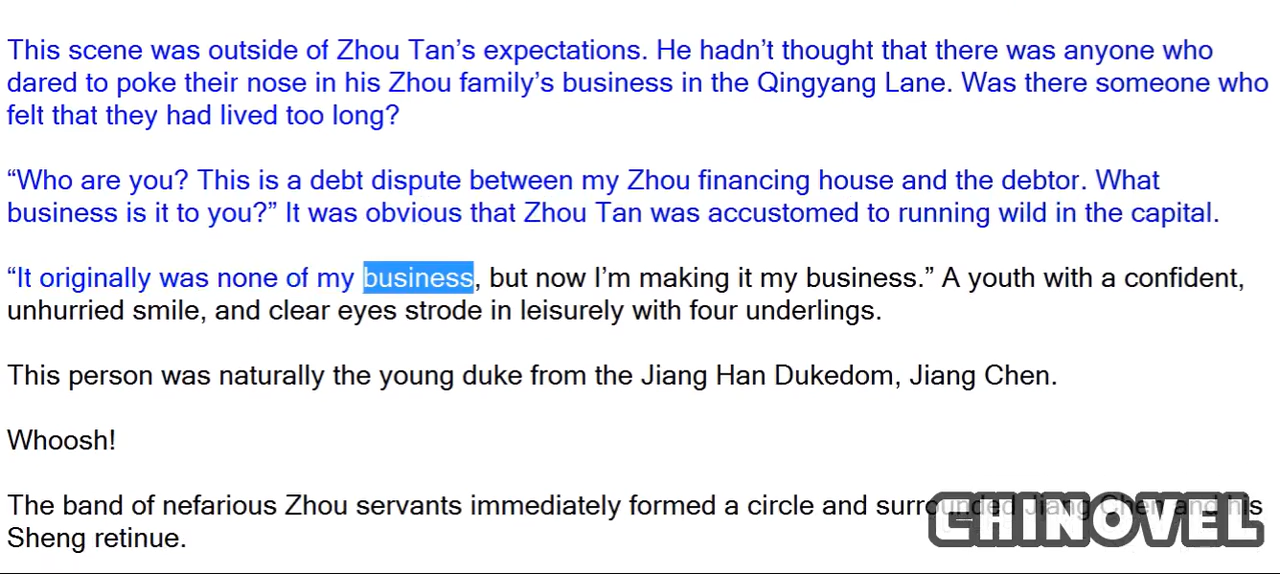 This scene was outside of Zhou Tan’s expectations. He hadn’t thought that there was anyone who
dared to poke their nose in his Zhou family’s business in the Qingyang Lane. Was there someone who
felt that they had lived too long?
“Who are you? This is a debt dispute between my Zhou financing house and the debtor. What
business is it to you?” It was obvious that Zhou Tan was accustomed to running wild in the capital.
“It originally was none of my business, but now I’m making it my business.” A youth with a confident,
unhurried smile, and clear eyes strode in leisurely with four underlings.
This person was naturally the young duke from the Jiang Han Dukedom, Jiang Chen.
Whoosh!
The band of nefarious Zhou servants immediately formed a circle and surrounded Jiang Chen and his
Sheng retinue.
CHINOVEL